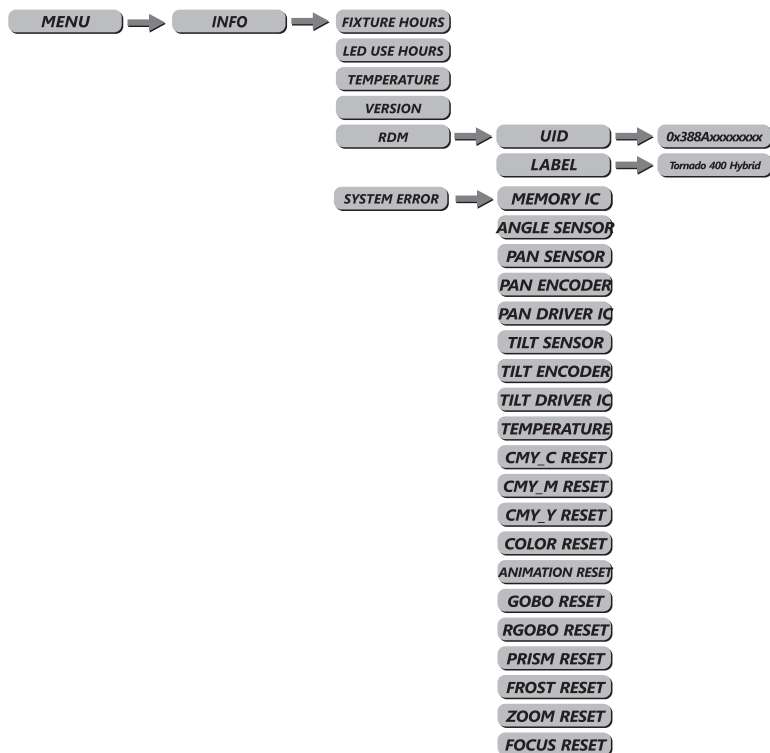 MENU INFO FIXTURE HOURS
LED USE HOURS
TEMPERATURE
VERSION
RDM UID 0x388Axxxxxxxx
LABEL Tornado 400 Hybrid
SYSTEM ERROR MEMORY IC
ANGLE SENSOR
PAN SENSOR
PAN ENCODER
PAN DRIVER IC
TILT SENSOR
TILT ENCODER
TILT DRIVER IC
TEMPERATURE
CMY_C RESET
CMY_M RESET
CMY_Y RESET
COLOR RESET
ANIMATION RESET
GOBO RESET
RGOBO RESET
PRISM RESET
FROST RESET
ZOOM RESET
FOCUS RESET